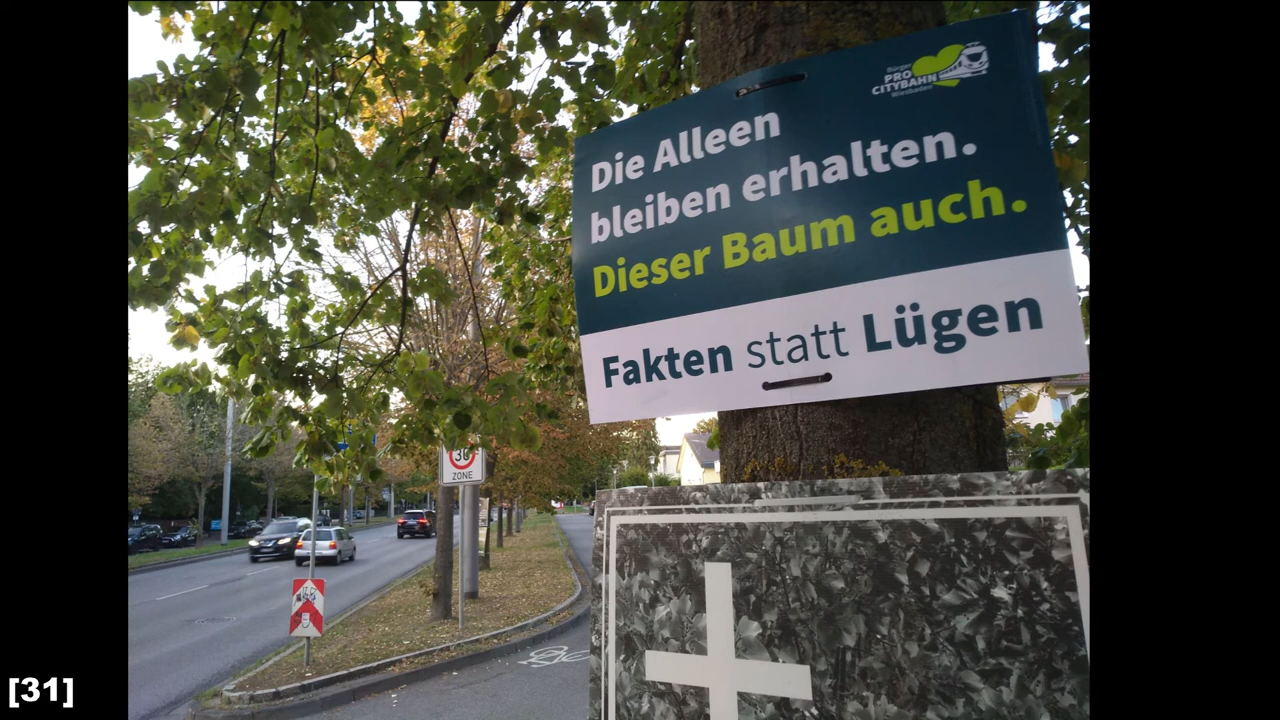 Bürger
PRO
CITYBAHN
Wiesbaden
Die Alleen
bleiben erhalten.
Dieser Baum auch.
Fakten statt Lügen
30
ZONE
[31]